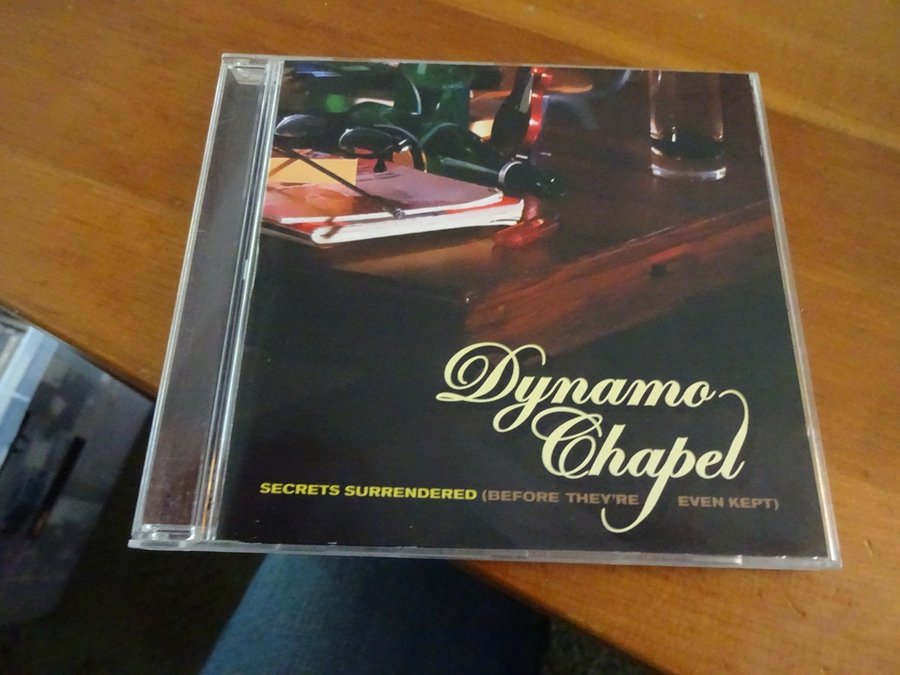 Dynamo
Chapel
SECRETS SURRENDERED (BEFORE THEY'RE EVEN KEPT)